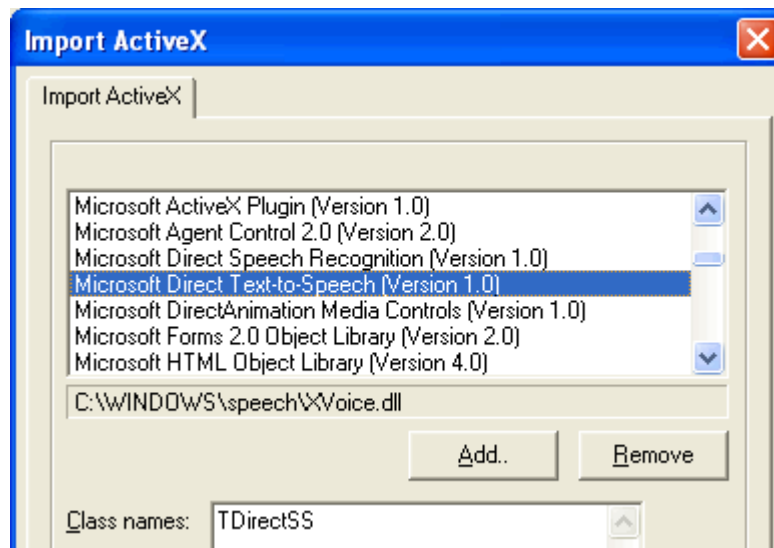 Import ActiveX
Import ActiveX
Microsoft ActiveX Plugin (Version 1.0)
Microsoft Agent Control 2.0 (Version 2.0)
Microsoft Direct Speech Recognition (Version 1.0)
Microsoft Direct Text-to-Speech (Version 1.0)
Microsoft DirectAnimation Media Controls (Version 1.0)
Microsoft Forms 2.0 Object Library (Version 2.0)
Microsoft HTML Object Library (Version 4.0)
C:\WINDOWS\speech\XVoice.dll
Add.. Remove
Class names: TDirectSS